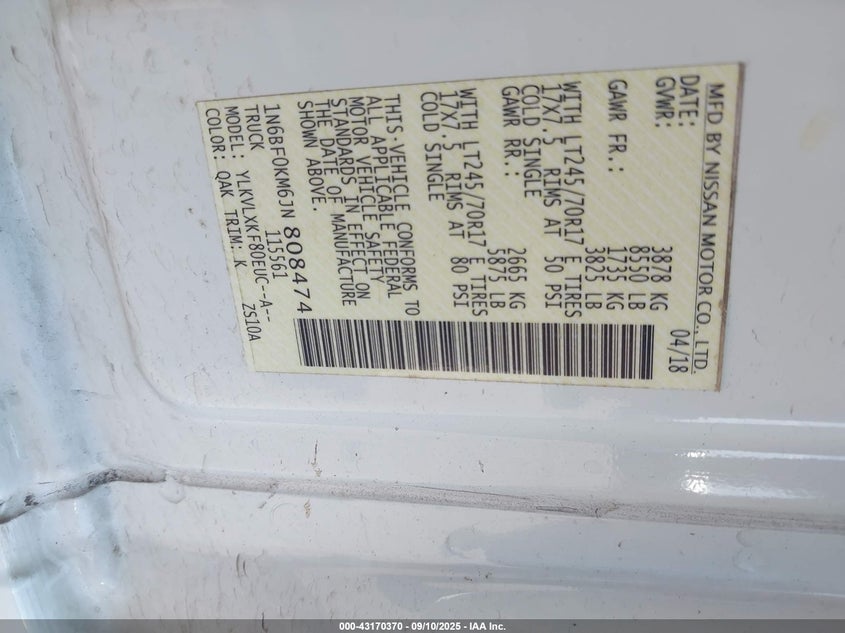 MFD BY NISSAN MOTOR CO., LTD.
DATE: 04/18
GVWR: 3878 KG
8550 LB
GAWR FR.: 1735 KG
3825 LB
WITH LT245/70R17 E TIRES
17X7.5 RIMS AT 50 PSI
COLD SINGLE
GAWR RR.: 2665 KG
5875 LB
WITH LT245/70R17 E TIRES
17X7.5 RIMS AT 80 PSI
COLD SINGLE
THIS VEHICLE CONFORMS TO
ALL APPLICABLE FEDERAL
MOTOR VEHICLE SAFETY
STANDARDS IN EFFECT ON
THE DATE OF MANUFACTURE
SHOWN ABOVE.
1N6BF0KM6JN808474
TRUCK 115561
MODEL: YLKVLXKF80EUC--A--
COLOR: QAK TRIM: K ZS10A
000-43170370 - 09/10/2025 - IAA Inc.